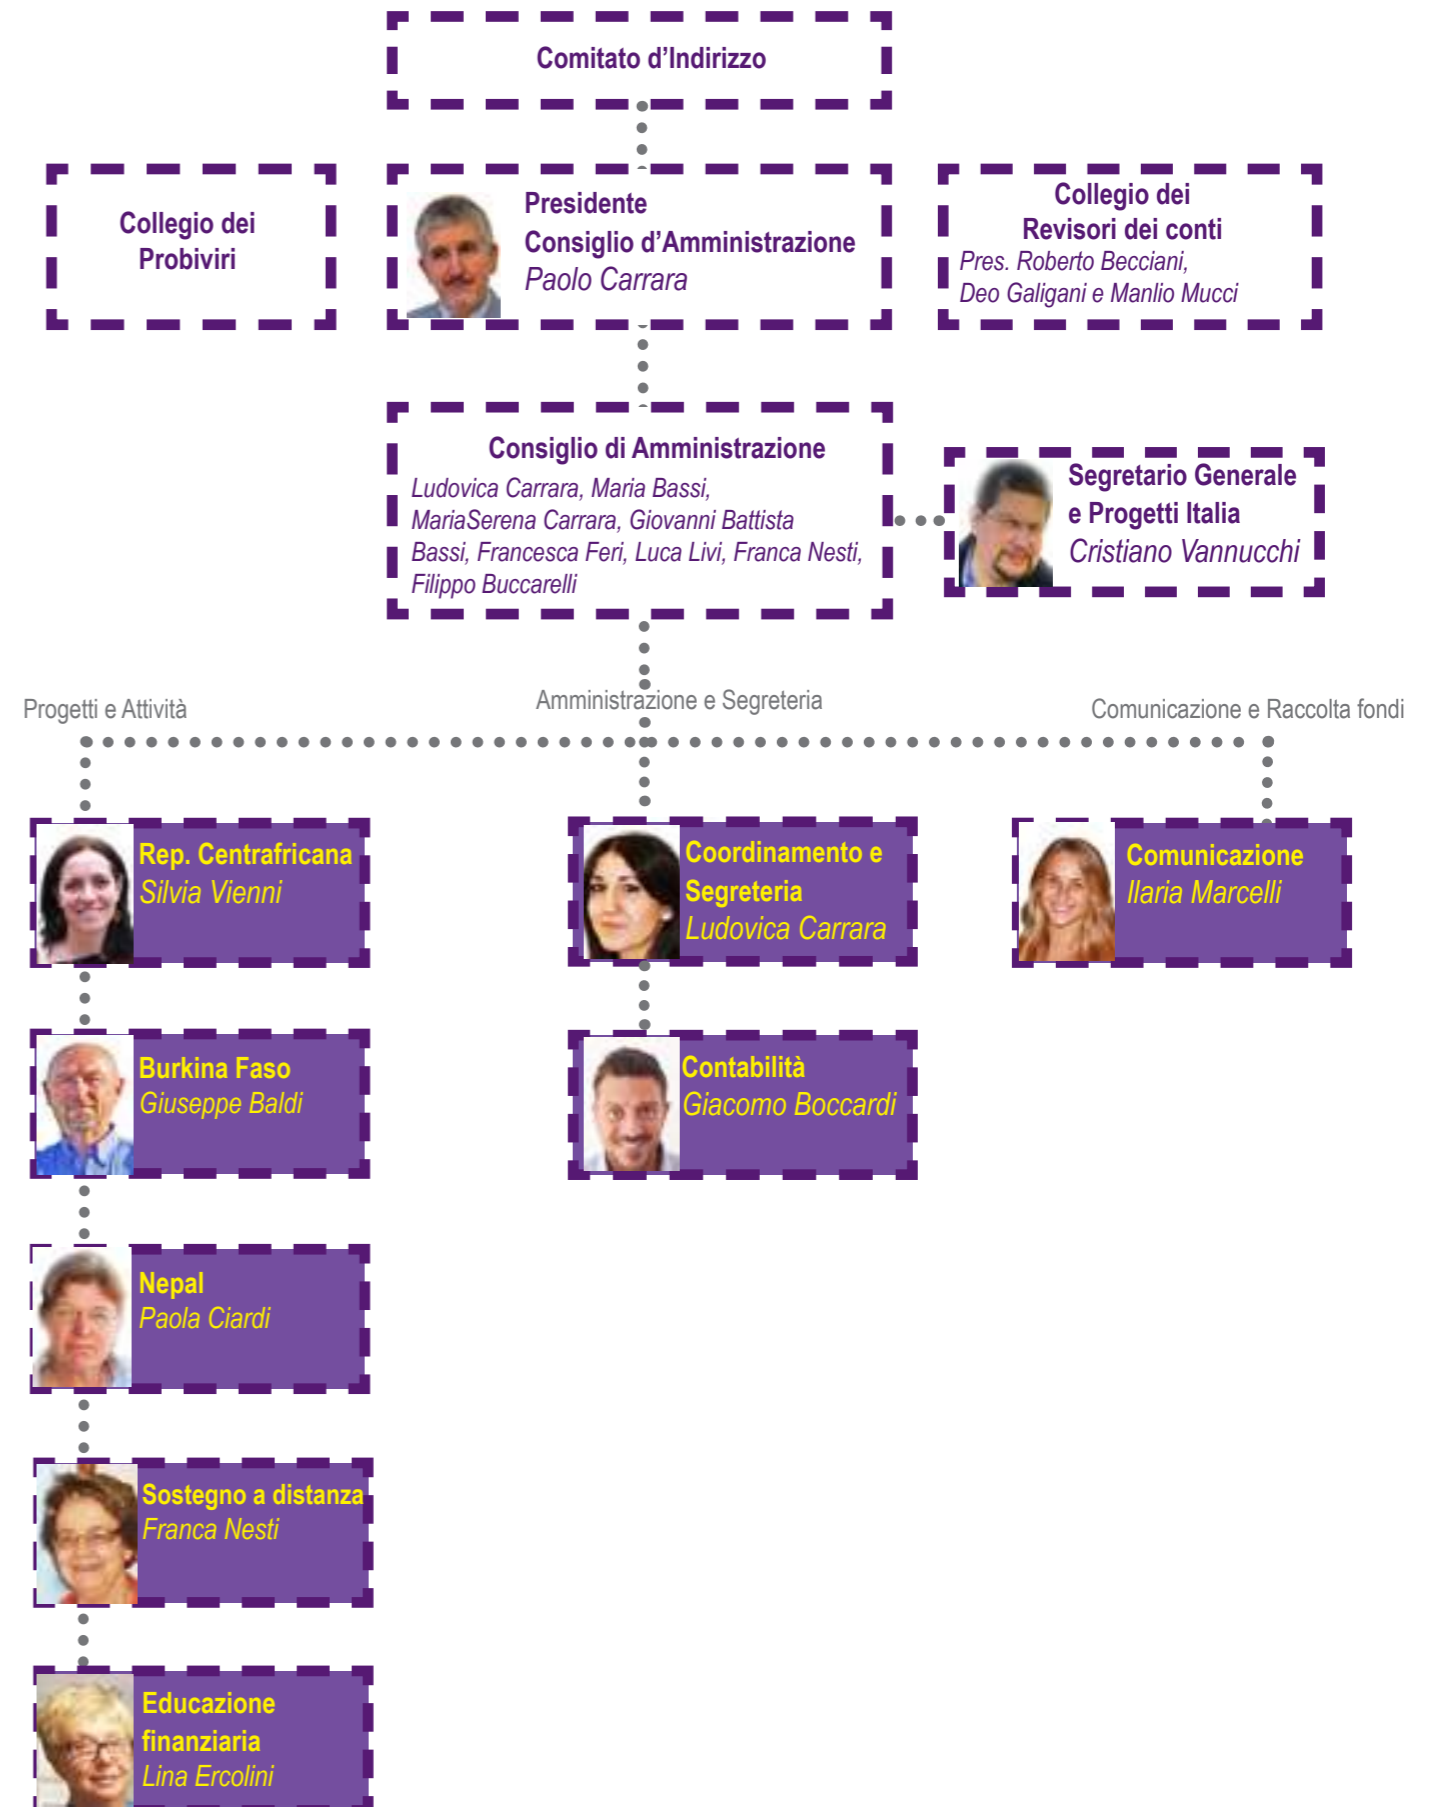 Comitato d’Indirizzo
Collegio dei
Probiviri
Presidente
Consiglio d’Amministrazione
Paolo Carrara
Collegio dei
Revisori dei conti
Pres. Roberto Becciani,
Deo Galigani e Manlio Mucci
Consiglio di Amministrazione
Ludovica Carrara, Maria Bassi,
MariaSerena Carrara, Giovanni Battista
Bassi, Francesca Feri, Luca Livi, Franca Nesti,
Filippo Buccarelli
Segretario Generale
e Progetti Italia
Cristiano Vannucchi
Progetti e Attività
Amministrazione e Segreteria
Comunicazione e Raccolta fondi
Rep. Centrafricana
Silvia Vienni
Coordinamento e
Segreteria
Ludovica Carrara
Comunicazione
Ilaria Marcelli
Burkina Faso
Giuseppe Baldi
Contabilità
Giacomo Boccardi
Nepal
Paola Ciardi
Sostegno a distanza
Franca Nesti
Educazione
finanziaria
Lina Ercolini